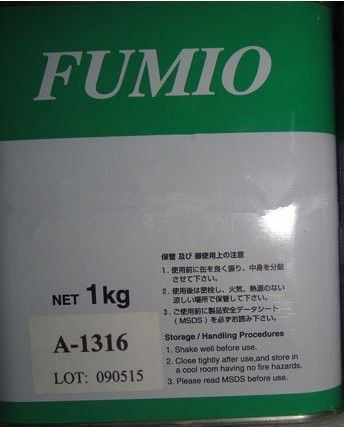 FUMIO
保管 及び 御使用上の注意
1. 使用前に缶を良く振り、中身を分散
させて下さい。
2. 使用後は密栓し、火気、熱源のない
涼しい場所で保管して下さい。
3. ご使用前に製品安全データシート
(MSDS) を必ずお読み下さい。
Storage / Handling Procedures
1. Shake well before use.
2. Close tightly after use,and store in
a cool room having no fire hazards.
3. Please read MSDS before use.
NET 1kg
A-1316
LOT: 090515